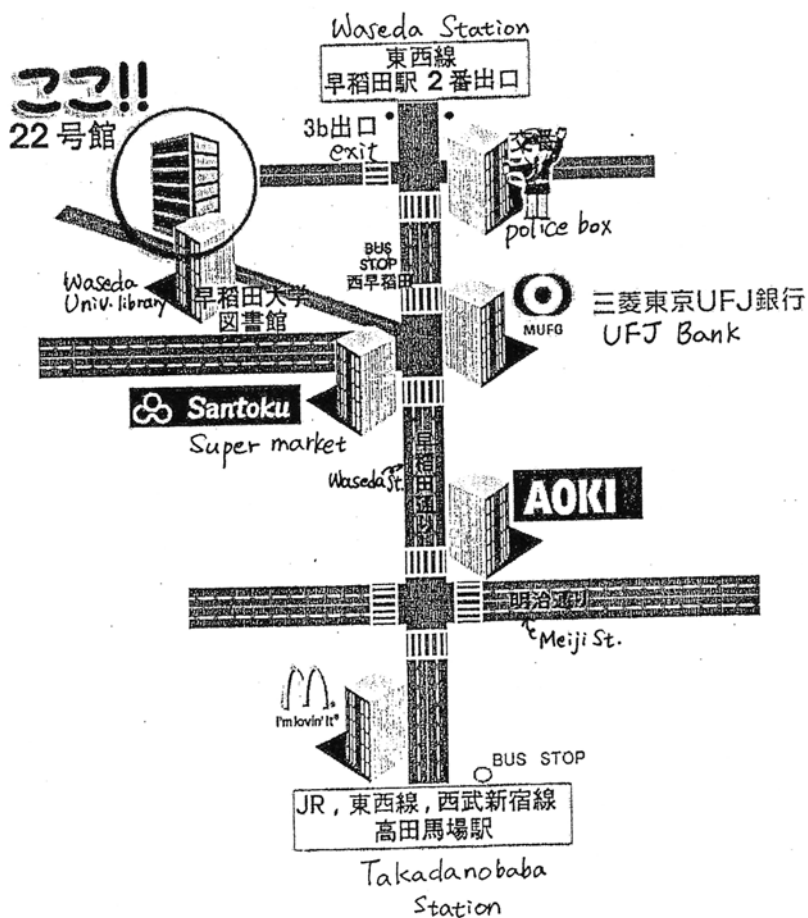 Waseda Station
東西線
早稲田駅 2番出口
ここ!!
22号館
3b出口
exit
police box
BUS
STOP
西早稲田
Waseda
Univ. library
早稲田大学
図書館
MUFG
三菱東京UFJ銀行
UFJ Bank
Santoku
Super market
Waseda St.
早稲田通り
AOKI
明治通り
Meiji St.
i'm lovin' it®
BUS STOP
JR,東西線,西武新宿線
高田馬場駅
Takadanobaba
Station